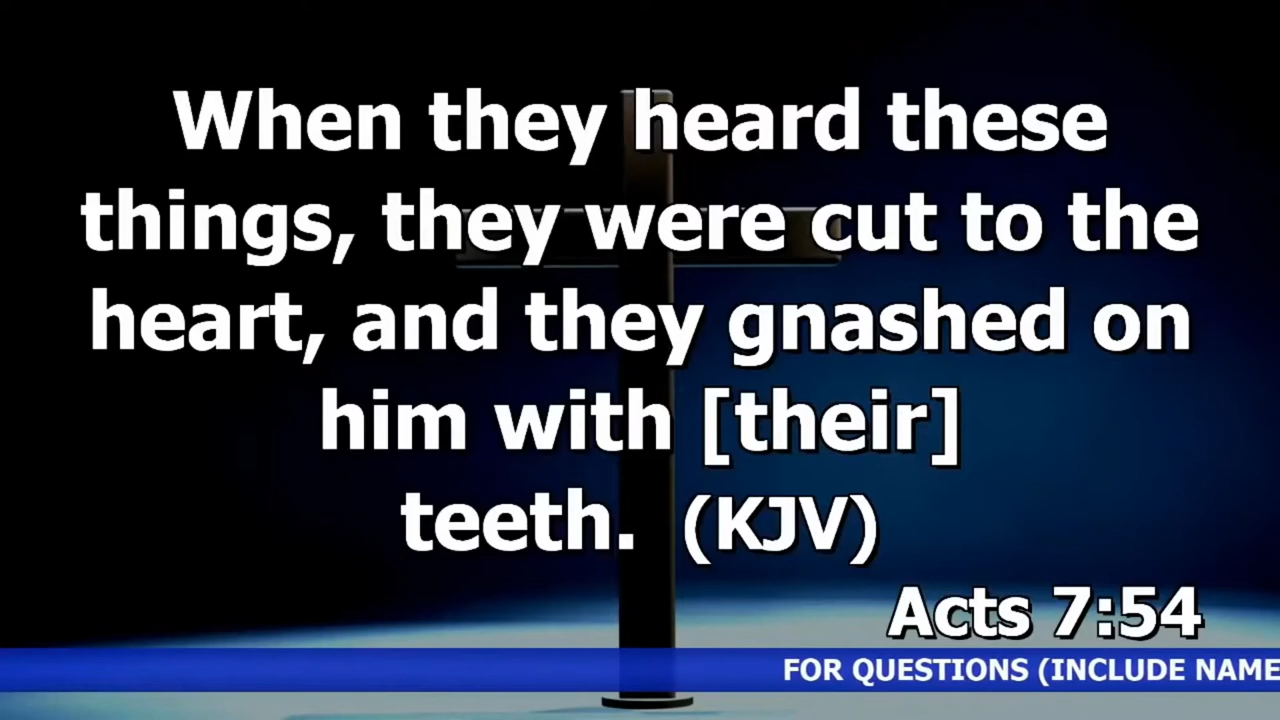 When they heard these
things, they were cut to the
heart, and they gnashed on
him with [their]
teeth.  (KJV)
Acts 7:54
FOR QUESTIONS (INCLUDE NAME